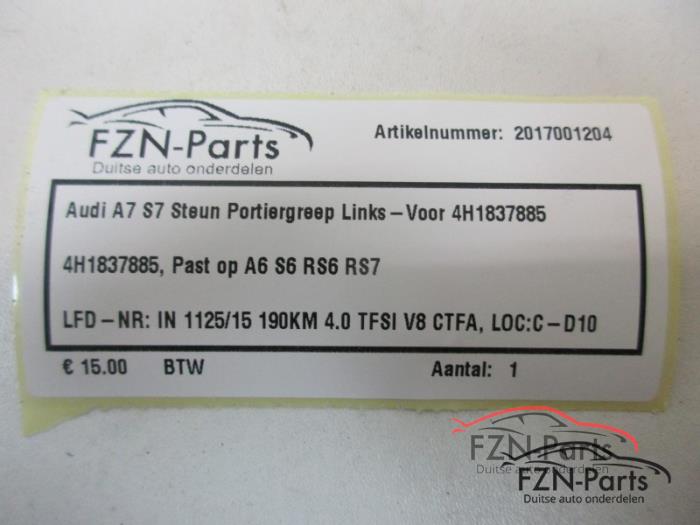 FZN-Parts
Duitse auto onderdelen
Artikelnummer: 2017001204
Audi A7 S7 Steun Portiergreep Links-Voor 4H1837885
4H1837885, Past op A6 S6 RS6 RS7
LFD-NR: IN 1125/15 190KM 4.0 TFSI V8 CTFA, LOC:C-D10
€ 15.00 BTW Aantal: 1
FZN-Parts
Duitse auto onderdelen
FZN-Parts
Duitse auto onderdelen